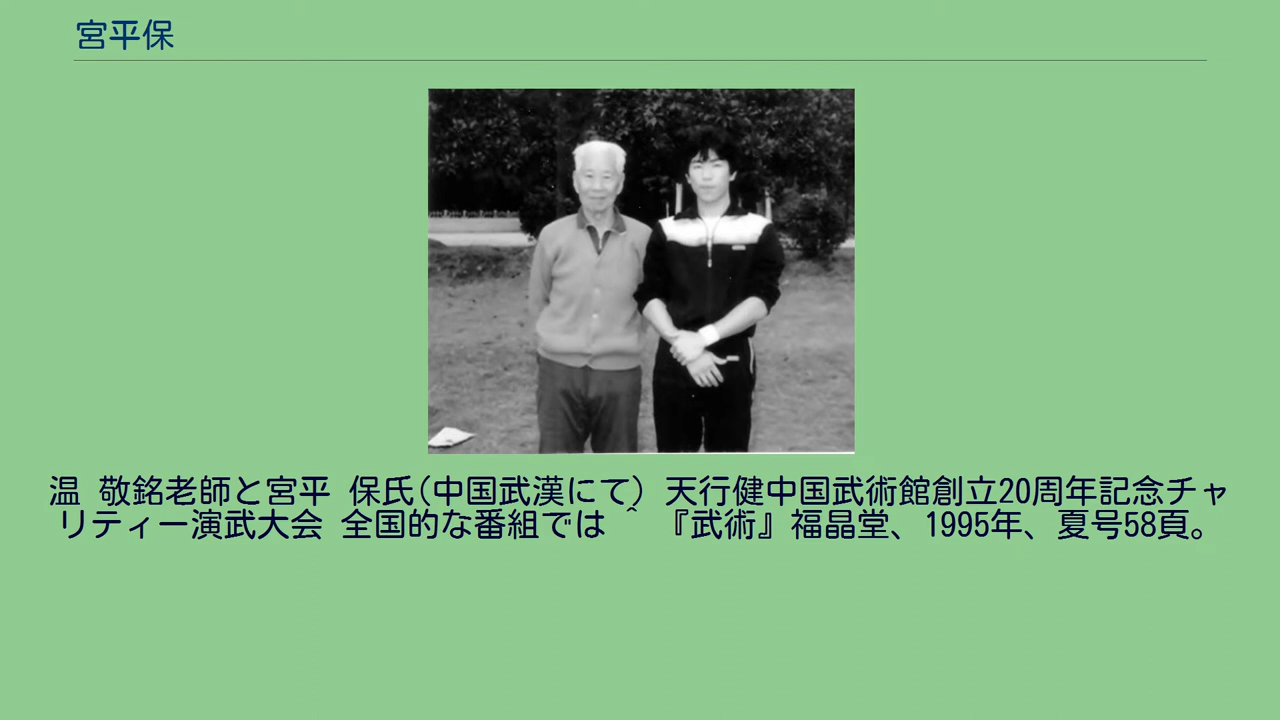 宮平保
温 敬銘老師と宮平 保氏(中国武漢にて) 天行健中国武術館創立20周年記念チャ
リティー演武大会 全国的な番組では ＾ 『武術』福晶堂、1995年、夏号58頁。